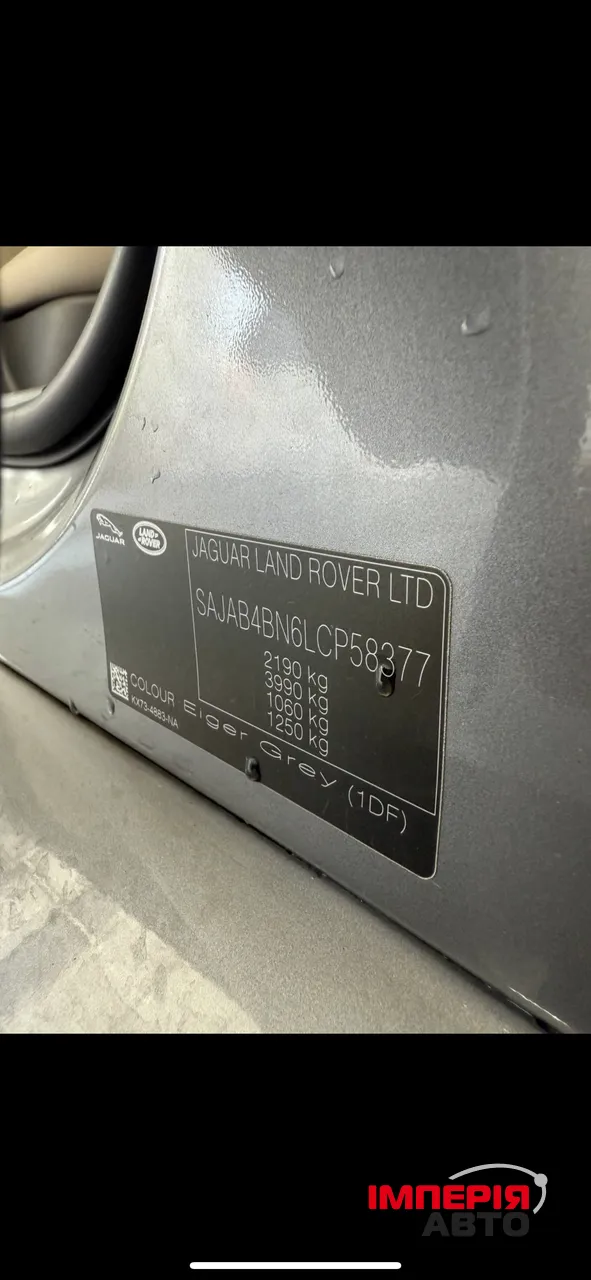 JAGUAR
LAND ROVER
JAGUAR LAND ROVER LTD
SAJAB4BN6LCP58377
2190 kg
3990 kg
1060 kg
1250 kg
COLOUR
KX73-4883-NA
Eiger Grey (1DF)
ІМПЕРІЯ
АВТО